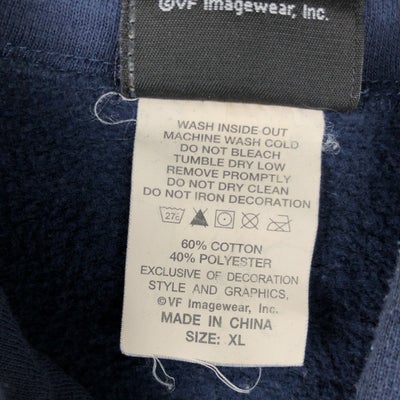 ©VF Imagewear, Inc.
WASH INSIDE-OUT
MACHINE WASH COLD
DO NOT BLEACH
TUMBLE DRY LOW
REMOVE PROMPTLY
DO NOT DRY CLEAN
DO NOT IRON DECORATION
27c
60% COTTON
40% POLYESTER
EXCLUSIVE OF DECORATION
STYLE AND GRAPHICS,
©VF Imagewear, Inc.
MADE IN CHINA
SIZE: XL